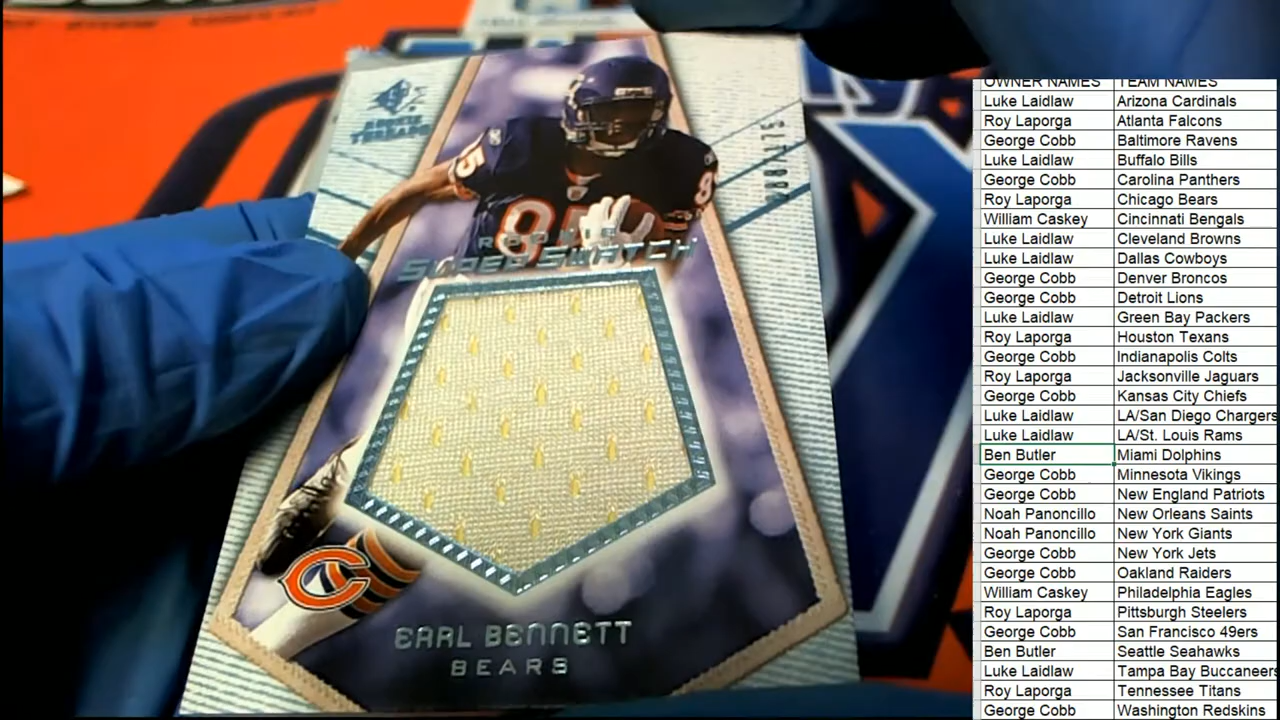 SP
ROOKIE
THREADS
85
ROOKIE
SUPER SWATCH
EARL BENNETT
BEARS
OWNER NAMES TEAM NAMES
Luke Laidlaw Arizona Cardinals
Roy Laporga Atlanta Falcons
George Cobb Baltimore Ravens
Luke Laidlaw Buffalo Bills
George Cobb Carolina Panthers
Roy Laporga Chicago Bears
William Caskey Cincinnati Bengals
Luke Laidlaw Cleveland Browns
Luke Laidlaw Dallas Cowboys
George Cobb Denver Broncos
George Cobb Detroit Lions
Luke Laidlaw Green Bay Packers
Roy Laporga Houston Texans
George Cobb Indianapolis Colts
Roy Laporga Jacksonville Jaguars
George Cobb Kansas City Chiefs
Luke Laidlaw LA/San Diego Chargers
Luke Laidlaw LA/St. Louis Rams
Ben Butler Miami Dolphins
George Cobb Minnesota Vikings
George Cobb New England Patriots
Noah Panoncillo New Orleans Saints
Noah Panoncillo New York Giants
George Cobb New York Jets
George Cobb Oakland Raiders
William Caskey Philadelphia Eagles
Roy Laporga Pittsburgh Steelers
George Cobb San Francisco 49ers
Ben Butler Seattle Seahawks
Luke Laidlaw Tampa Bay Buccaneers
Roy Laporga Tennessee Titans
George Cobb Washington Redskins